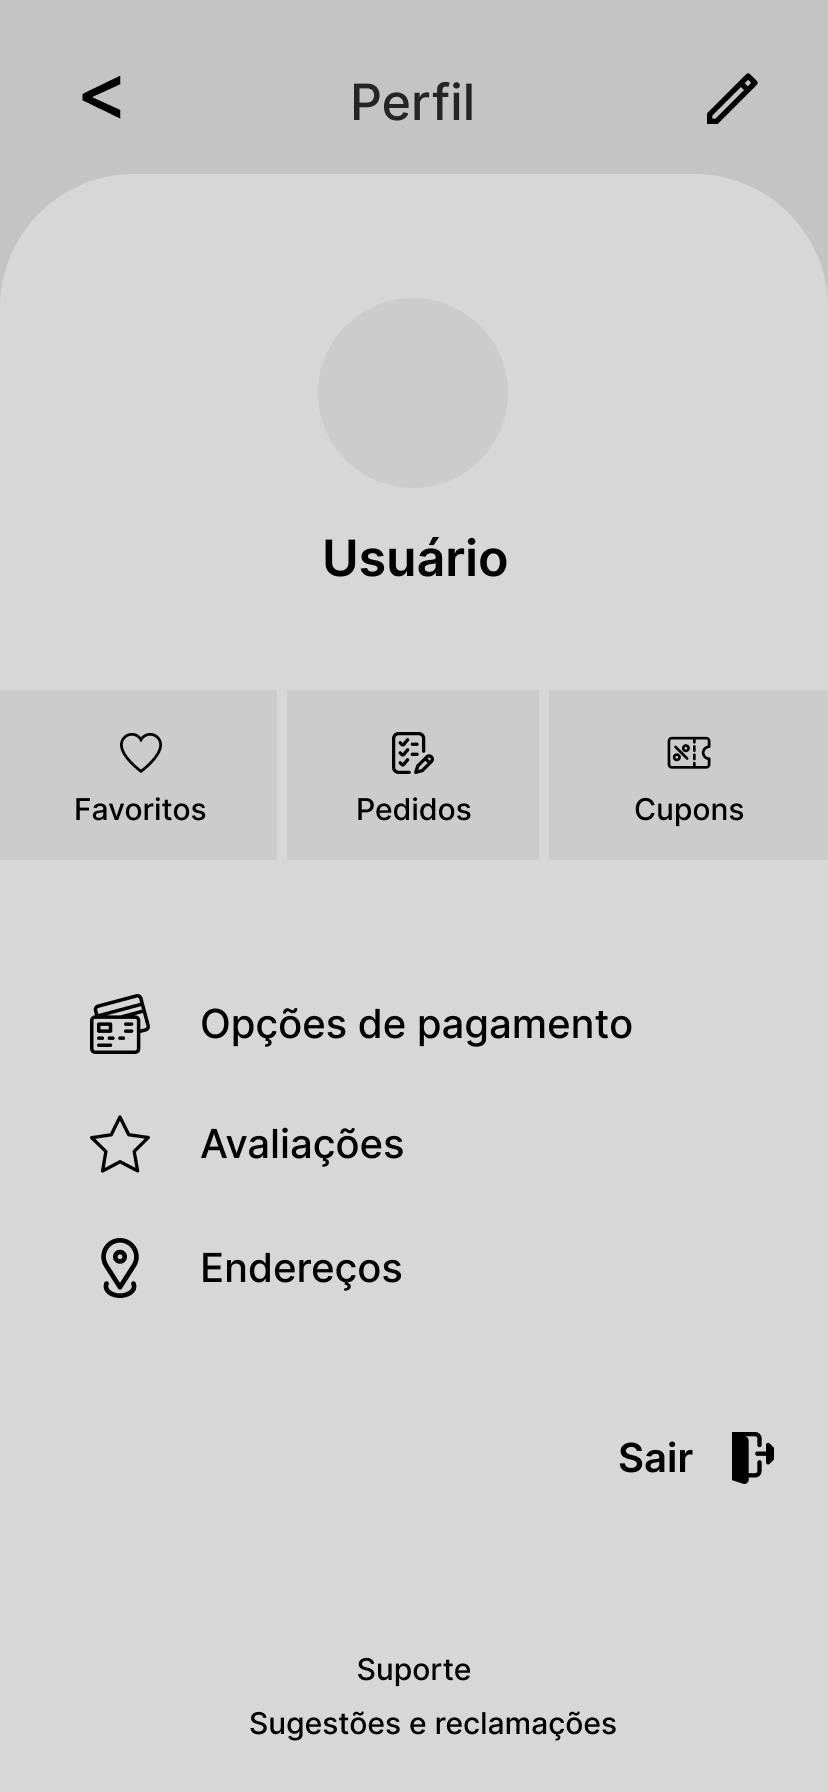 <
Perfil
Usuário
Favoritos
Pedidos
Cupons
Opções de pagamento
Avaliações
Endereços
Sair
Suporte
Sugestões e reclamações